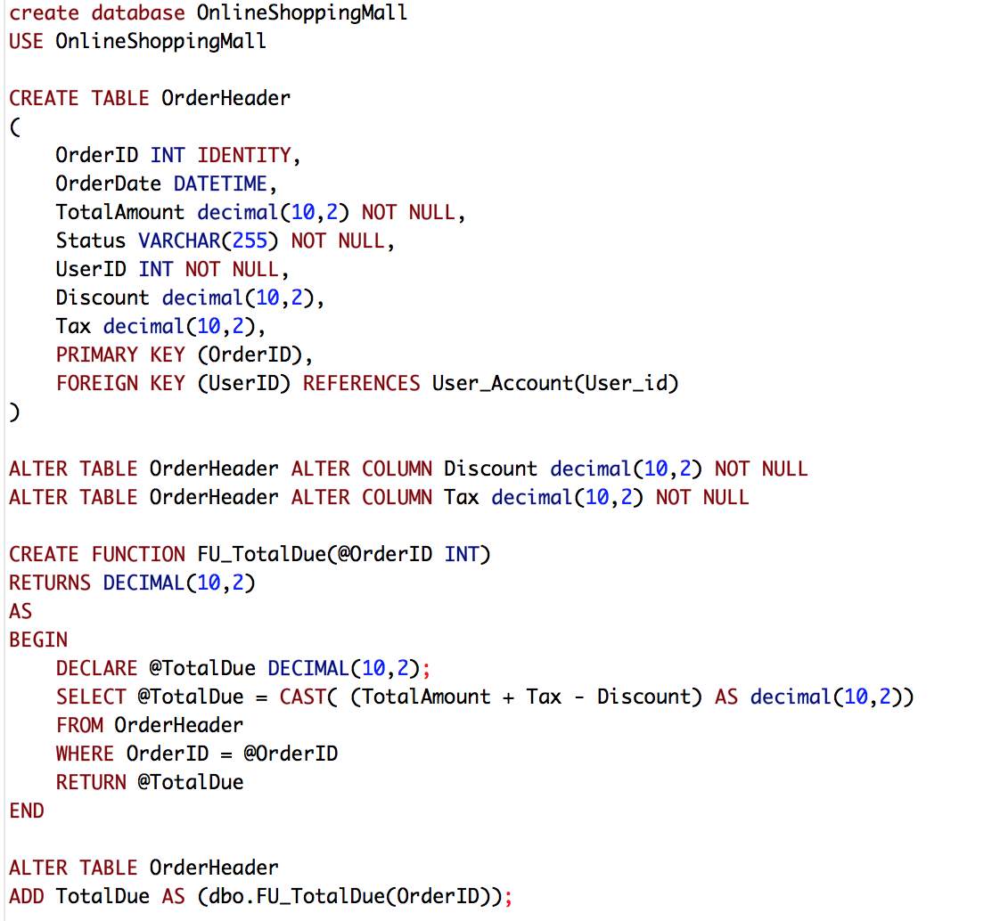 create database OnlineShoppingMall
USE OnlineShoppingMall
CREATE TABLE OrderHeader
(
OrderID INT IDENTITY,
OrderDate DATETIME,
TotalAmount decimal(10,2) NOT NULL,
Status VARCHAR(255) NOT NULL,
UserID INT NOT NULL,
Discount decimal(10,2),
Tax decimal(10,2),
PRIMARY KEY (OrderID),
FOREIGN KEY (UserID) REFERENCES User_Account(User_id)
)
ALTER TABLE OrderHeader ALTER COLUMN Discount decimal(10,2) NOT NULL
ALTER TABLE OrderHeader ALTER COLUMN Tax decimal(10,2) NOT NULL
CREATE FUNCTION FU_TotalDue(@OrderID INT)
RETURNS DECIMAL(10,2)
AS
BEGIN
DECLARE @TotalDue DECIMAL(10,2);
SELECT @TotalDue = CAST( (TotalAmount + Tax - Discount) AS decimal(10,2))
FROM OrderHeader
WHERE OrderID = @OrderID
RETURN @TotalDue
END
ALTER TABLE OrderHeader
ADD TotalDue AS (dbo.FU_TotalDue(OrderID));